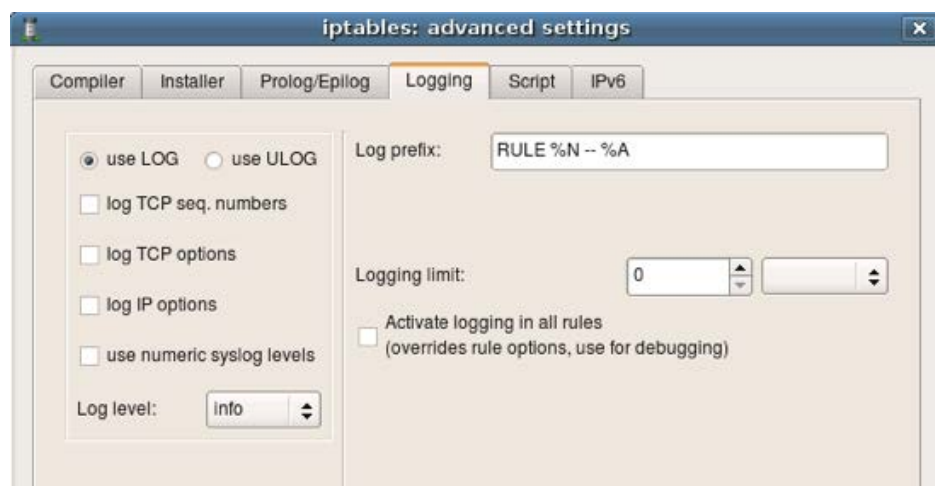 iptables: advanced settings
Compiler
Installer
Prolog/Epilog
Logging
Script
IPv6
use LOG
use ULOG
log TCP seq. numbers
log TCP options
log IP options
use numeric syslog levels
Log level:
info
Log prefix:
RULE %N -- %A
Logging limit:
0
Activate logging in all rules
(overrides rule options, use for debugging)